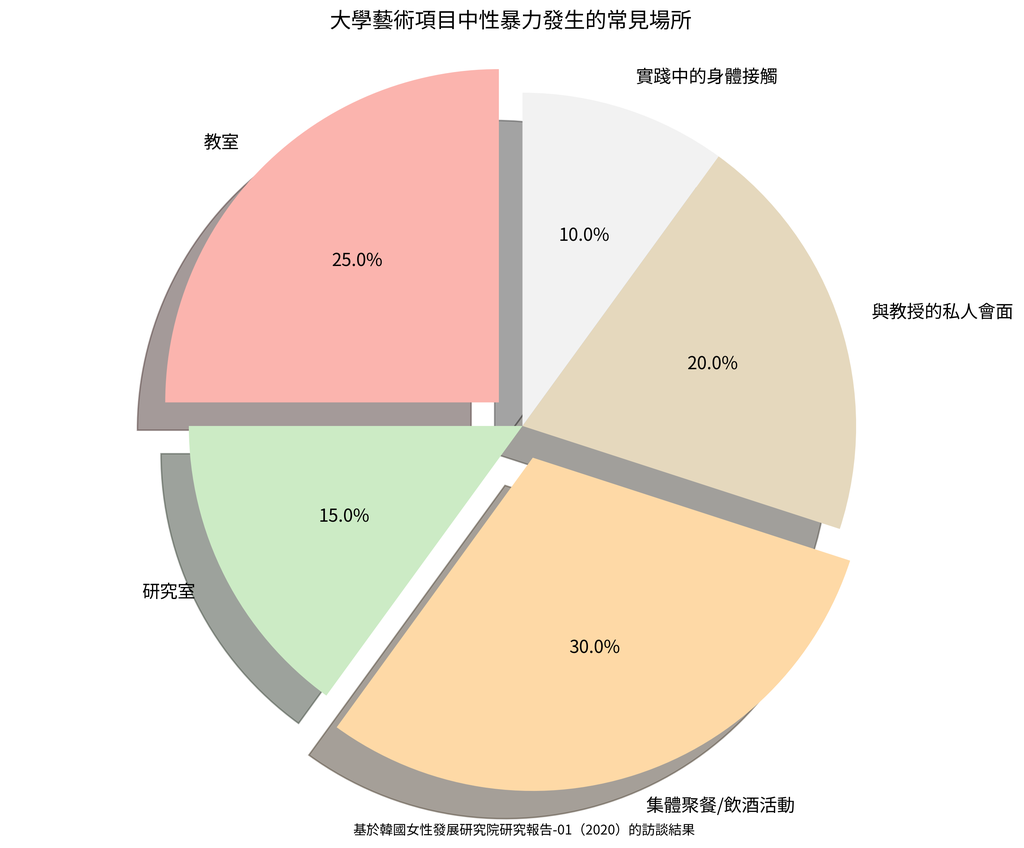 大學藝術項目中性暴力發生的常見場所
實踐中的身體接觸
教室
10.0%
25.0%
與教授的私人會面
20.0%
15.0%
研究室
30.0%
集體聚餐/飲酒活動
基於韓國女性發展研究院研究報告-01（2020）的訪談結果